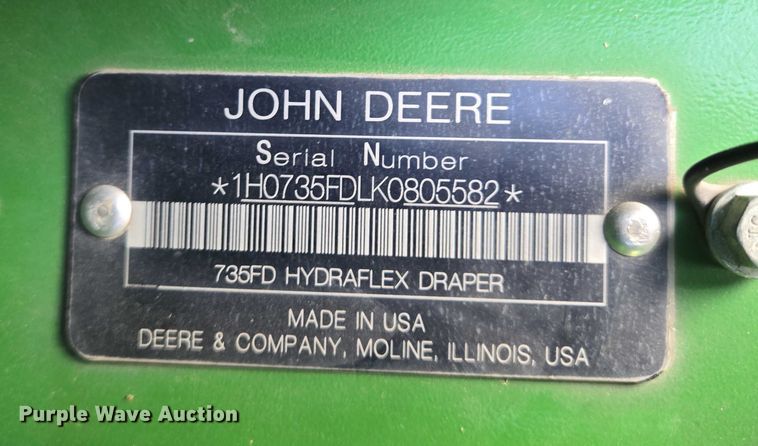 JOHN DEERE
Serial Number
*1H0735FDLK0805582*
735FD HYDRAFLEX DRAPER
MADE IN USA
DEERE & COMPANY, MOLINE, ILLINOIS, USA
Purple Wave Auction